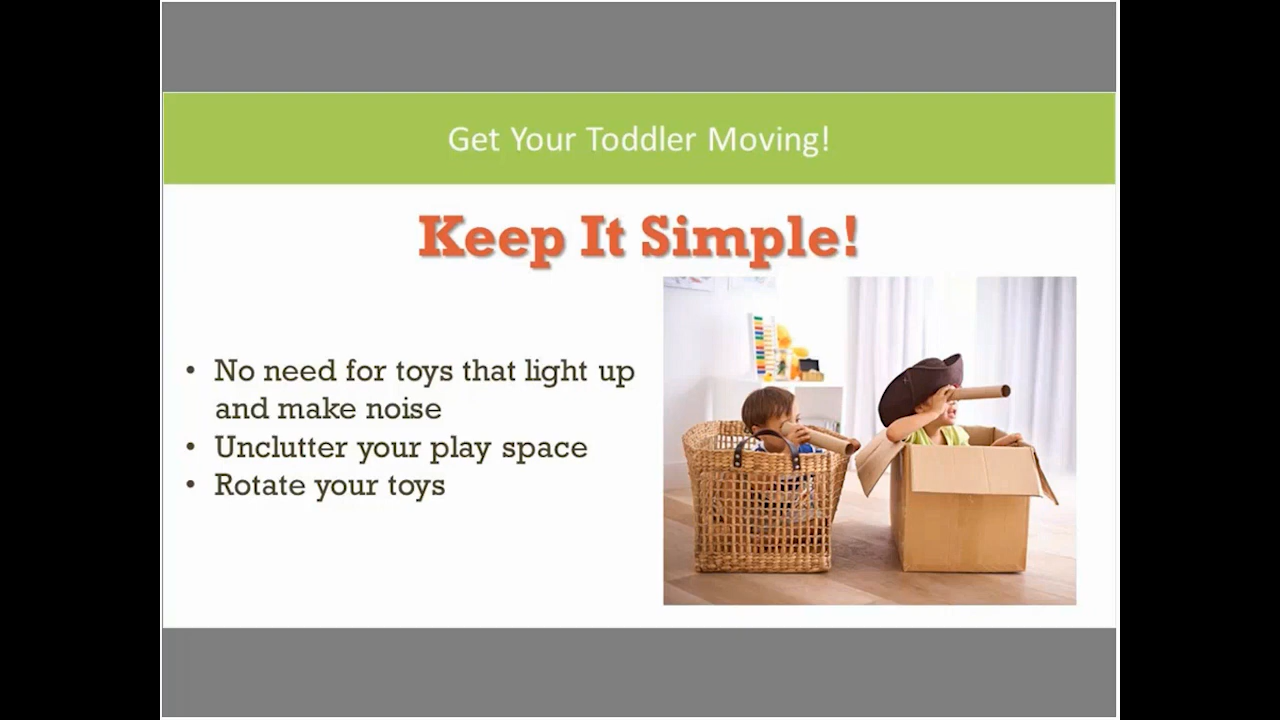 Get Your Toddler Moving!
Keep It Simple!
• No need for toys that light up
and make noise
• Unclutter your play space
• Rotate your toys